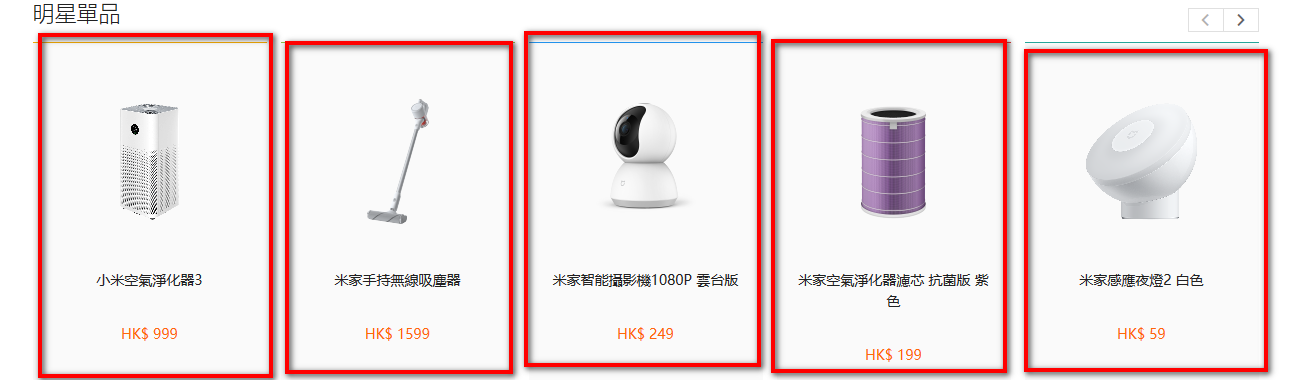 明星單品
小米空氣淨化器3
HK$ 999
米家手持無線吸塵器
HK$ 1599
米家智能攝影機1080P 雲台版
HK$ 249
米家空氣淨化器濾芯 抗菌版 紫
色
HK$ 199
米家感應夜燈2 白色
HK$ 59